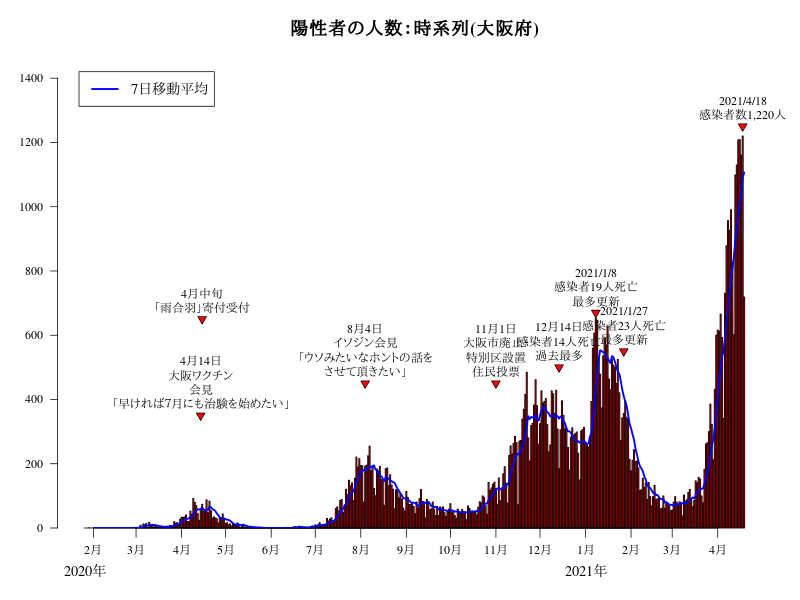 陽性者の人数:時系列(大阪府)
7日移動平均
1400
1200
1000
800
600
400
200
0
2021/4/18
感染者数1,220人
2021/1/8
感染者19人死亡
最多更新
2021/1/27
感染者23人死亡
最多更新
4月中旬
「雨合羽」寄付受付
4月14日
大阪ワクチン
会見
「早ければ7月にも治験を始めたい」
8月4日
イソジン会見
「ウソみたいなホントの話を
させて頂きたい」
11月1日
大阪市廃止
特別区設置
住民投票
12月14日
感染者14人死亡
過去最多
2月
3月
4月
5月
6月
7月
8月
9月
10月
11月
12月
1月
2月
3月
4月
2020年
2021年